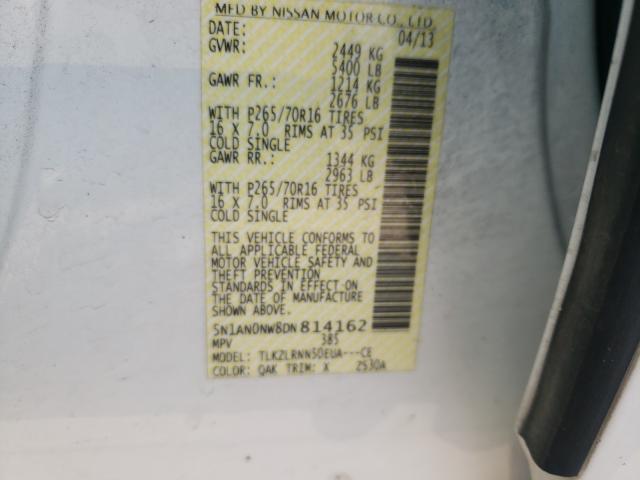 MFD BY NISSAN MOTOR CO., LTD.
DATE: 04/13
GVWR: 2449 KG
5400 LB
GAWR FR.: 1214 KG
2676 LB
WITH P265/70R16 TIRES
16 X 7.0 RIMS AT 35 PSI
COLD SINGLE
GAWR RR.: 1344 KG
2963 LB
WITH P265/70R16 TIRES
16 X 7.0 RIMS AT 35 PSI
COLD SINGLE
THIS VEHICLE CONFORMS TO
ALL APPLICABLE FEDERAL
MOTOR VEHICLE SAFETY AND
THEFT PREVENTION
STANDARDS IN EFFECT ON
THE DATE OF MANUFACTURE
SHOWN ABOVE.
5N1AN0NW8DN814162
MPV 385
MODEL: TLKZLRNN50EUA---CE
COLOR: QAK TRIM: X 2530A